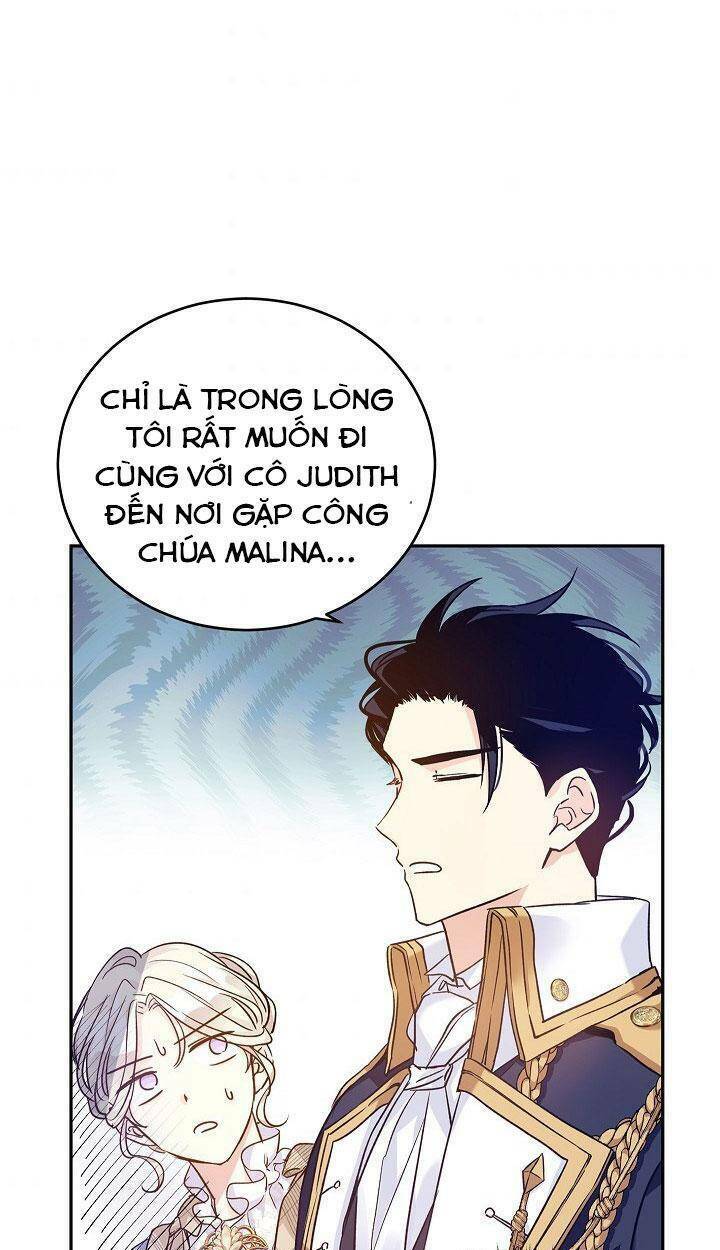 CHỈ LÀ TRONG LÒNG
TÔI RẤT MUỐN ĐI
CÙNG VỚI CÔ JUDITH
ĐẾN NƠI GẶP CÔNG
CHÚA MALINA...